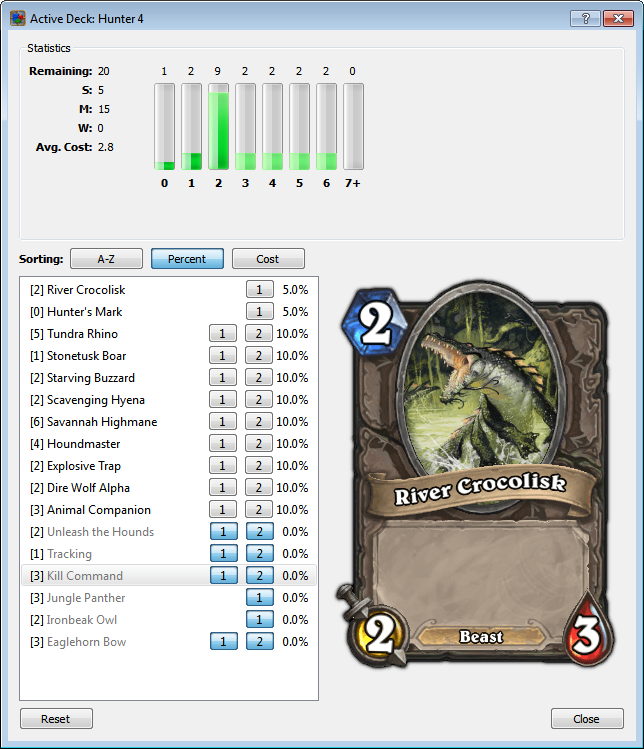 Active Deck: Hunter 4
Statistics
Remaining: 20 1 2 9 2 2 2 2 0
S: 5
M: 15
W: 0
Avg. Cost: 2.8
0 1 2 3 4 5 6 7+
Sorting: A-Z Percent Cost
[2] River Crocolisk 1 5.0%
[0] Hunter's Mark 1 5.0%
[5] Tundra Rhino 1 2 10.0%
[1] Stonetusk Boar 1 2 10.0%
[2] Starving Buzzard 1 2 10.0%
[2] Scavenging Hyena 1 2 10.0%
[6] Savannah Highmane 1 2 10.0%
[4] Houndmaster 1 2 10.0%
[2] Explosive Trap 1 2 10.0%
[2] Dire Wolf Alpha 1 2 10.0%
[3] Animal Companion 1 2 10.0%
[2] Unleash the Hounds 1 2 0.0%
[1] Tracking 1 2 0.0%
[3] Kill Command 1 2 0.0%
[3] Jungle Panther 1 0.0%
[2] Ironbeak Owl 1 0.0%
[3] Eaglehorn Bow 1 2 0.0%
2
River Crocolisk
2 Beast 3
Reset Close